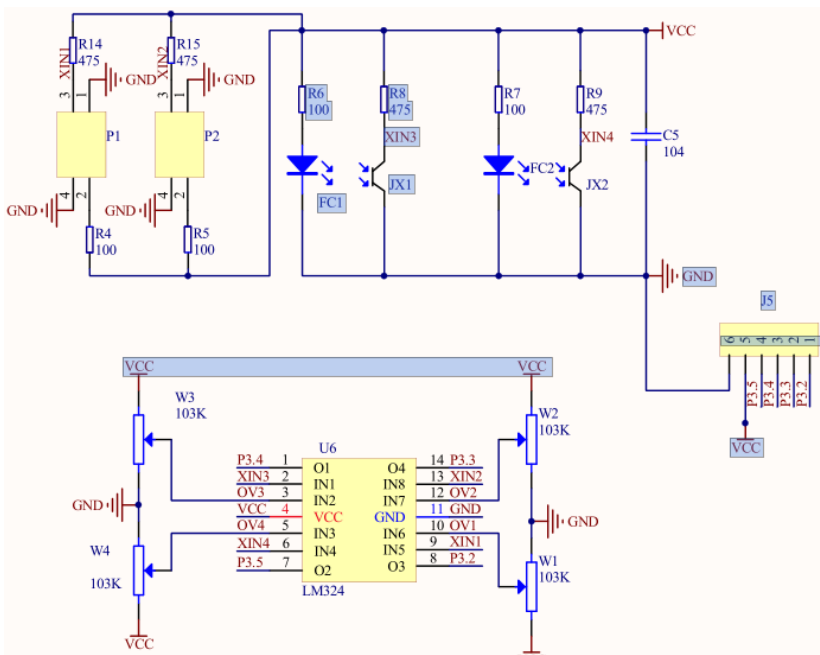 VCC
R14
475
XIN1
R15
475
XIN2
GND
GND
3
1
3
1
P1
P2
4
2
4
2
GND
GND
R4
100
R5
100
R6
100
R8
475
XIN3
FC1
JX1
R7
100
R9
475
XIN4
FC2
JX2
C5
104
GND
J5
6
5
4
3
2
1
P3.5
P3.4
P3.3
P3.2
VCC
VCC
VCC
W3
103K
W2
103K
U6
P3.4 1 O1 O4 14 P3.3
XIN3 2 IN1 IN8 13 XIN2
OV3 3 IN2 IN7 12 OV2
VCC 4 VCC GND 11 GND
OV4 5 IN3 IN6 10 OV1
XIN4 6 IN4 IN5 9 XIN1
P3.5 7 O2 O3 8 P3.2
LM324
GND
GND
W4
103K
W1
103K
VCC